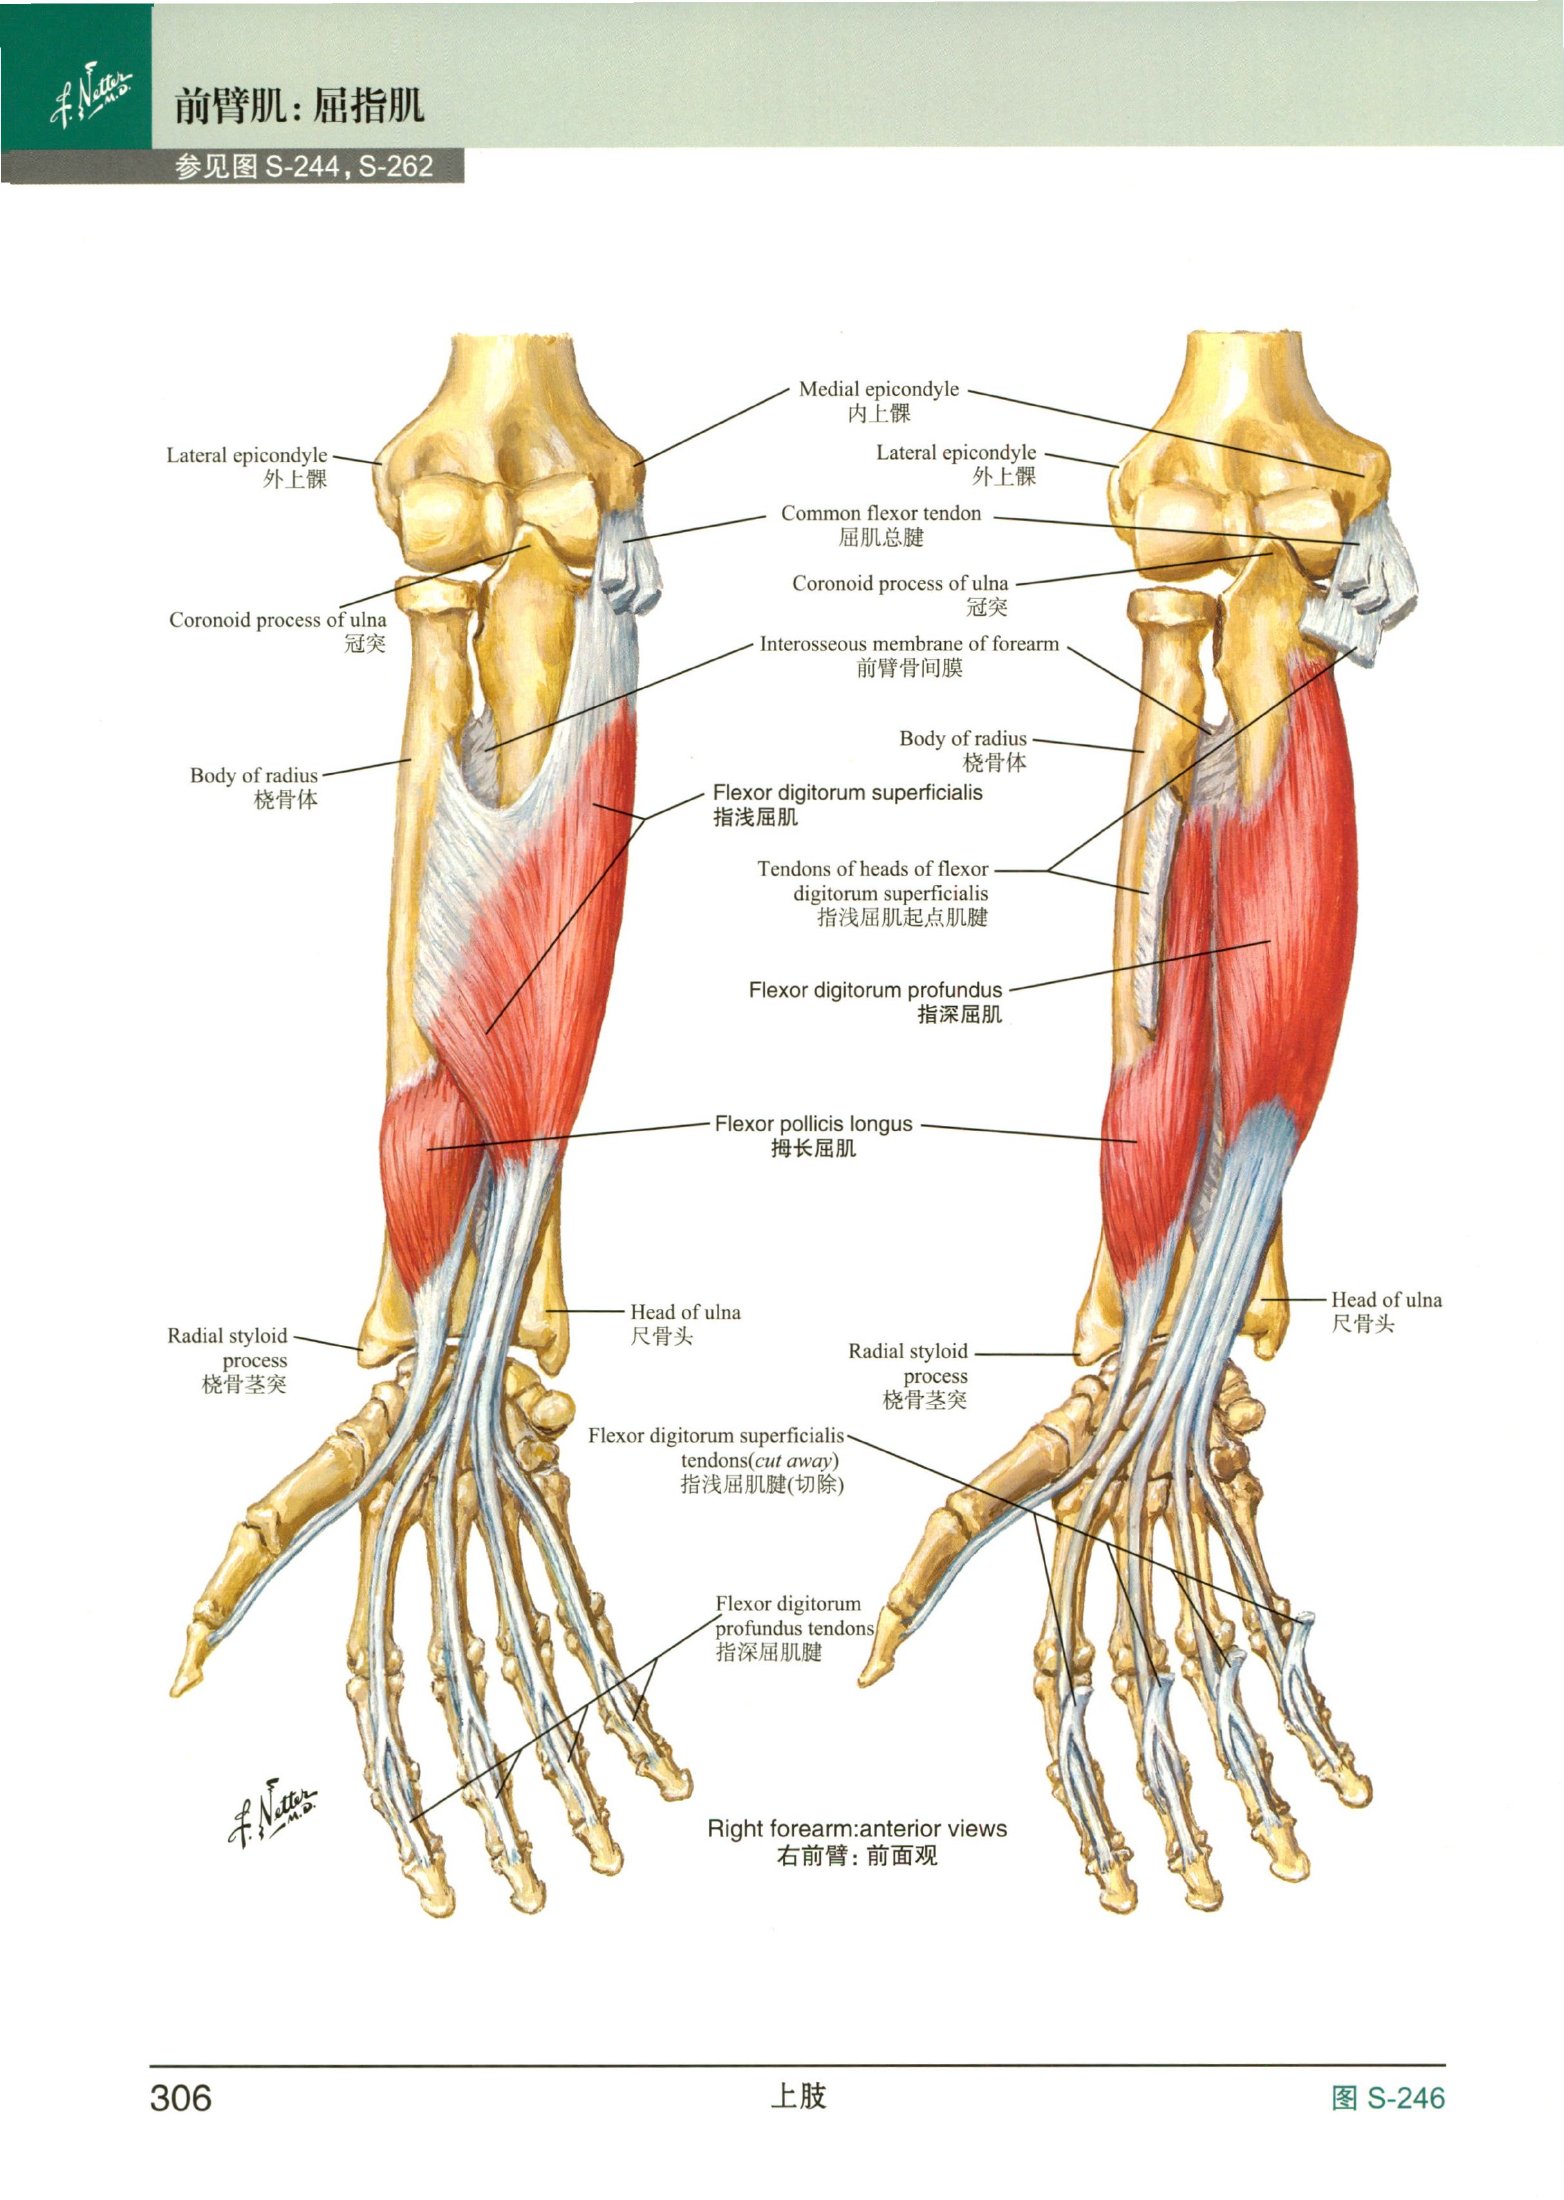 F. Netter
M.D.
前臂肌：屈指肌
参见图 S-244，S-262
Medial epicondyle
内上髁
Lateral epicondyle
外上髁
Lateral epicondyle
外上髁
Common flexor tendon
屈肌总腱
Coronoid process of ulna
冠突
Coronoid process of ulna
冠突
Interosseous membrane of forearm
前臂骨间膜
Body of radius
桡骨体
Body of radius
桡骨体
Flexor digitorum superficialis
指浅屈肌
Tendons of heads of flexor
digitorum superficialis
指浅屈肌起点肌腱
Flexor digitorum profundus
指深屈肌
Flexor pollicis longus
拇长屈肌
Head of ulna
尺骨头
Head of ulna
尺骨头
Radial styloid
process
桡骨茎突
Radial styloid
process
桡骨茎突
Flexor digitorum superficialis
tendons(cut away)
指浅屈肌腱(切除)
Flexor digitorum
profundus tendons
指深屈肌腱
F. Netter
M.D.
Right forearm:anterior views
右前臂：前面观
306
上肢
图 S-246